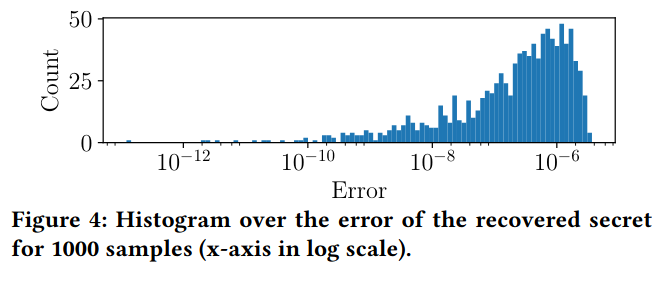 50
25
0
Count
10⁻¹²
10⁻¹⁰
10⁻⁸
10⁻⁶
Error
Figure 4: Histogram over the error of the recovered secret
for 1000 samples (x-axis in log scale).